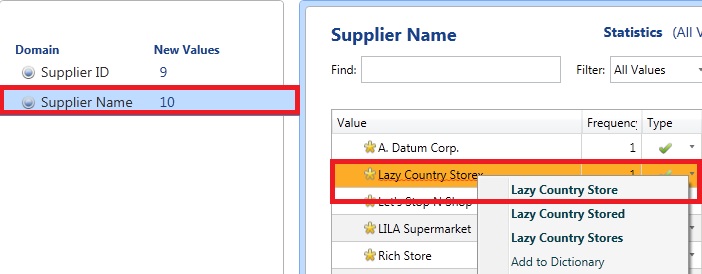 Domain New Values
Supplier ID 9
Supplier Name 10
Supplier Name Statistics (All V
Find: Filter: All Values
Value Frequency Type
A. Datum Corp. 1
Lazy Country Storex 1
Let's Stop N Shop
LILA Supermarket
Rich Store
Lazy Country Store
Lazy Country Stored
Lazy Country Stores
Add to Dictionary